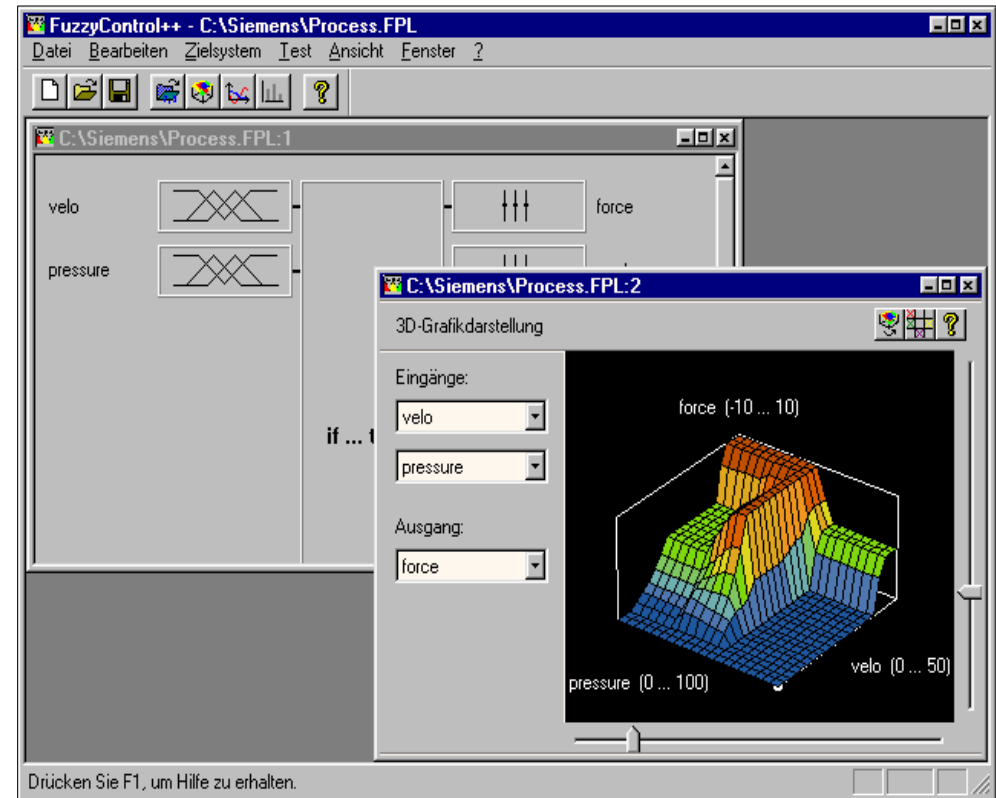 FuzzyControl++ - C:\Siemens\Process.FPL
Datei Bearbeiten Zielsystem Test Ansicht Fenster ?
C:\Siemens\Process.FPL:1
velo
force
pressure
if ...
C:\Siemens\Process.FPL:2
3D-Grafikdarstellung
Eingänge:
velo
pressure
Ausgang:
force
force (-10 ... 10)
velo (0 ... 50)
pressure (0 ... 100)
Drücken Sie F1, um Hilfe zu erhalten.